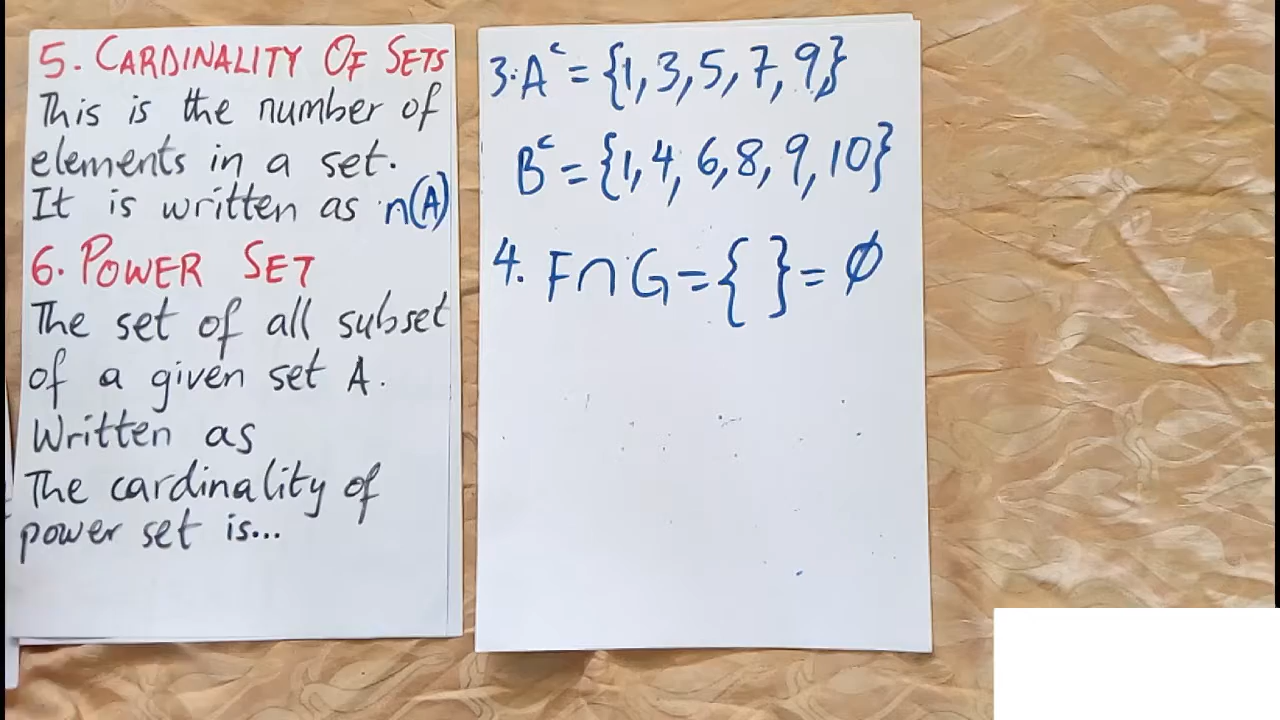 5. CARDINALITY OF SETS
This is the number of
elements in a set.
It is written as n(A)
6. POWER SET
The set of all subset
of a given set A.
Written as
The cardinality of
power set is...
3. Aᶜ = {1, 3, 5, 7, 9,}
Bᶜ = {1, 4, 6, 8, 9, 10}
4. F∩G = { } = Ø